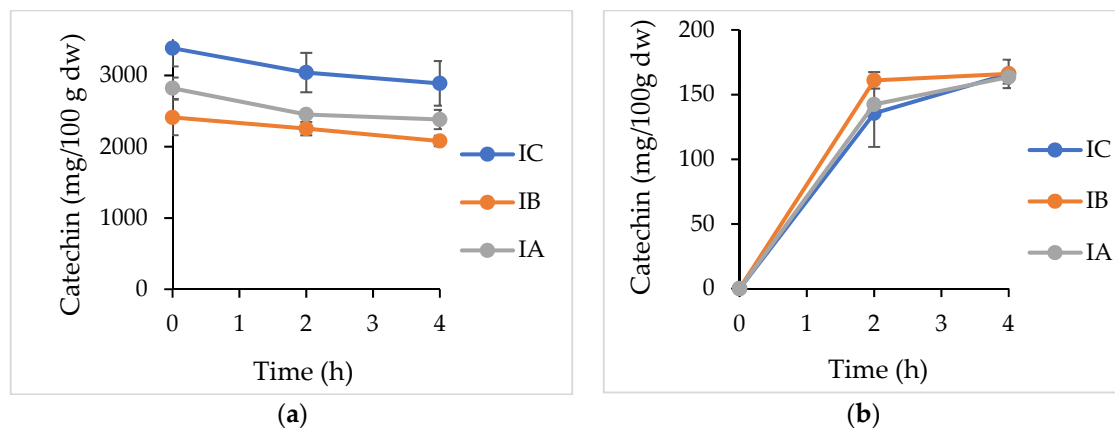 Catechin (mg/100 g dw)
3000
2000
1000
0
0 1 2 3 4
Time (h)
IC
IB
IA
(a)
Catechin (mg/100g dw)
200
150
100
50
0
0 1 2 3 4
Time (h)
IC
IB
IA
(b)